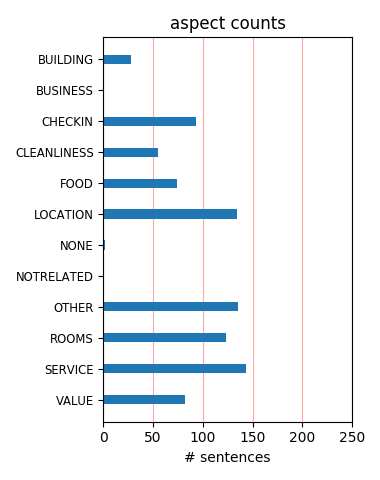 aspect counts
BUILDING
BUSINESS
CHECKIN
CLEANLINESS
FOOD
LOCATION
NONE
NOTRELATED
OTHER
ROOMS
SERVICE
VALUE
0 50 100 150 200 250
# sentences